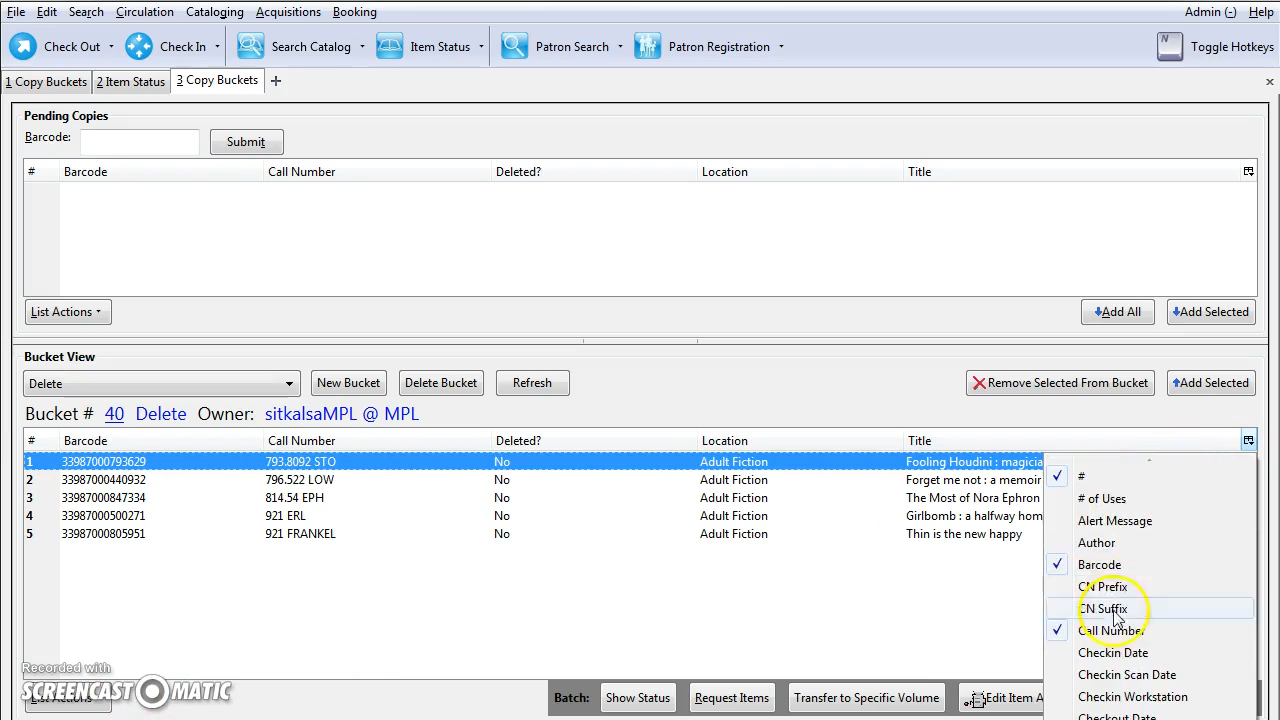 File Edit Search Circulation Cataloging Acquisitions Booking Admin (-) Help
Check Out Check In Search Catalog Item Status Patron Search Patron Registration N Toggle Hotkeys
1 Copy Buckets 2 Item Status 3 Copy Buckets + ×
Pending Copies
Barcode: Submit
# Barcode Call Number Deleted? Location Title
List Actions Add All Add Selected
Bucket View
Delete New Bucket Delete Bucket Refresh Remove Selected From Bucket Add Selected
Bucket # 40 Delete Owner: sitkalsaMPL @ MPL
# Barcode Call Number Deleted? Location Title
1 33987000793629 793.8092 STO No Adult Fiction Fooling Houdini : magicia
2 33987000440932 796.522 LOW No Adult Fiction Forget me not : a memoir
3 33987000847334 814.54 EPH No Adult Fiction The Most of Nora Ephron
4 33987000500271 921 ERL No Adult Fiction Girlbomb : a halfway hom
5 33987000805951 921 FRANKEL No Adult Fiction Thin is the new happy
#
# of Uses
Alert Message
Author
Barcode
CN Prefix
CN Suffix
Call Number
Checkin Date
Checkin Scan Date
Checkin Workstation
Checkout Date
Recorded with
SCREENCAST MATIC
List Actions Batch: Show Status Request Items Transfer to Specific Volume Edit Item A